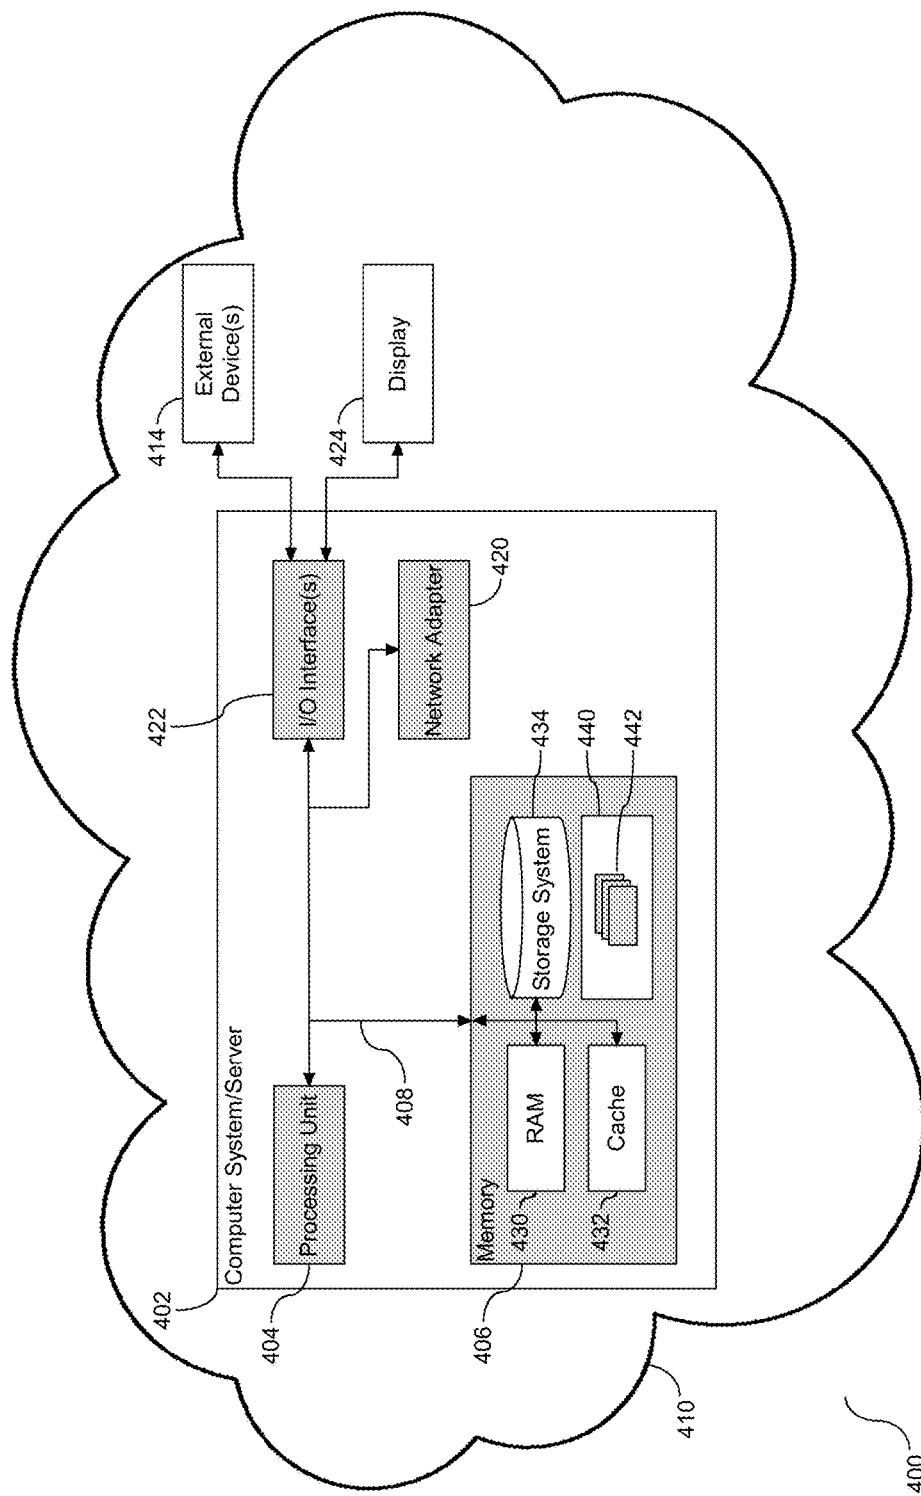 402
Computer System/Server
404
Processing Unit
408
422
I/O Interface(s)
414
External
Device(s)
424
Display
Network Adapter
420
406
Memory
430
RAM
432
Cache
Storage System
434
440
442
410
400